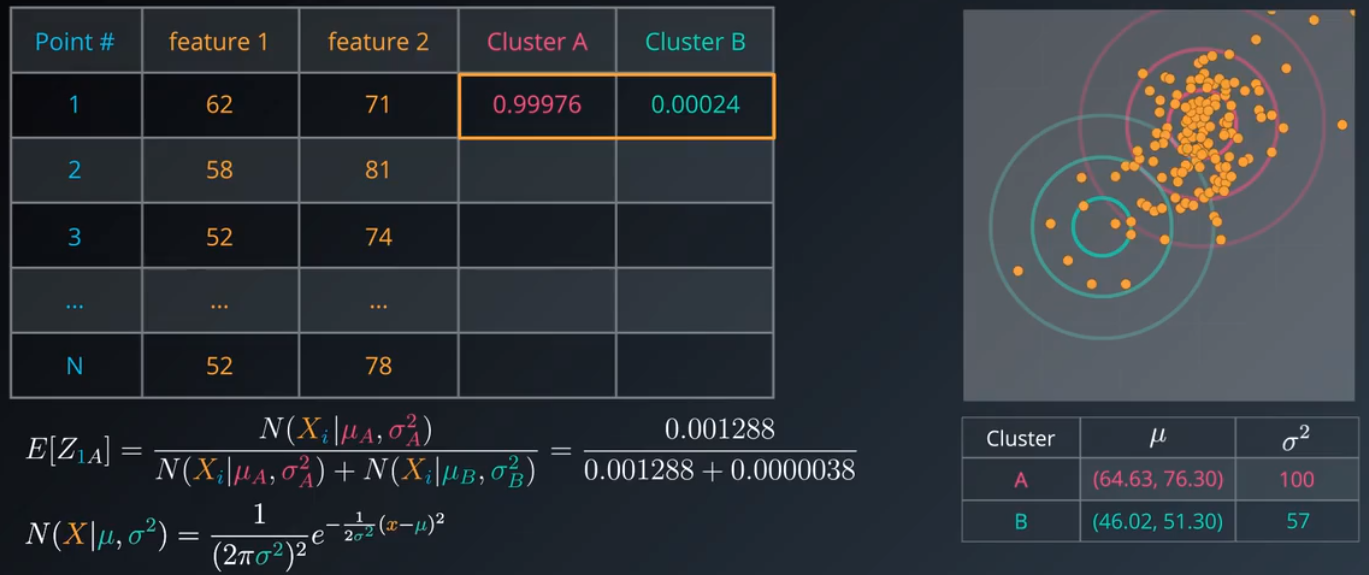 Point # feature 1 feature 2 Cluster A Cluster B
1 62 71 0.99976 0.00024
2 58 81
3 52 74
... ... ...
N 52 78
E[Z_{1A}] = \frac{N(X_i|\mu_A, \sigma_A^2)}{N(X_i|\mu_A, \sigma_A^2) + N(X_i|\mu_B, \sigma_B^2)} = \frac{0.001288}{0.001288 + 0.0000038}
N(X|\mu, \sigma^2) = \frac{1}{(2\pi\sigma^2)^2} e^{-\frac{1}{2\sigma^2}(x-\mu)^2}
Cluster μ σ²
A (64.63, 76.30) 100
B (46.02, 51.30) 57